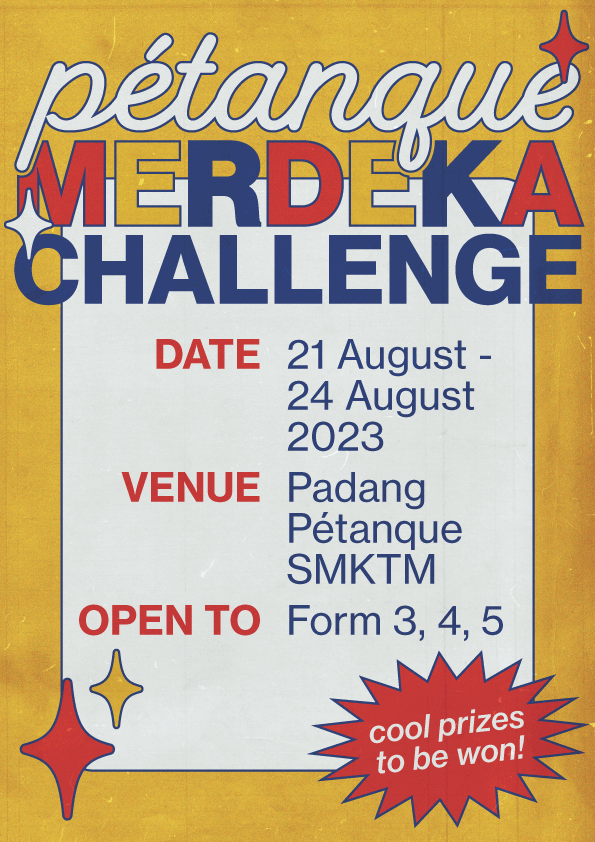 pétanque
MERDEKA
CHALLENGE
DATE 21 August -
24 August
2023
VENUE Padang
Pétanque
SMKTM
OPEN TO Form 3, 4, 5
cool prizes
to be won!